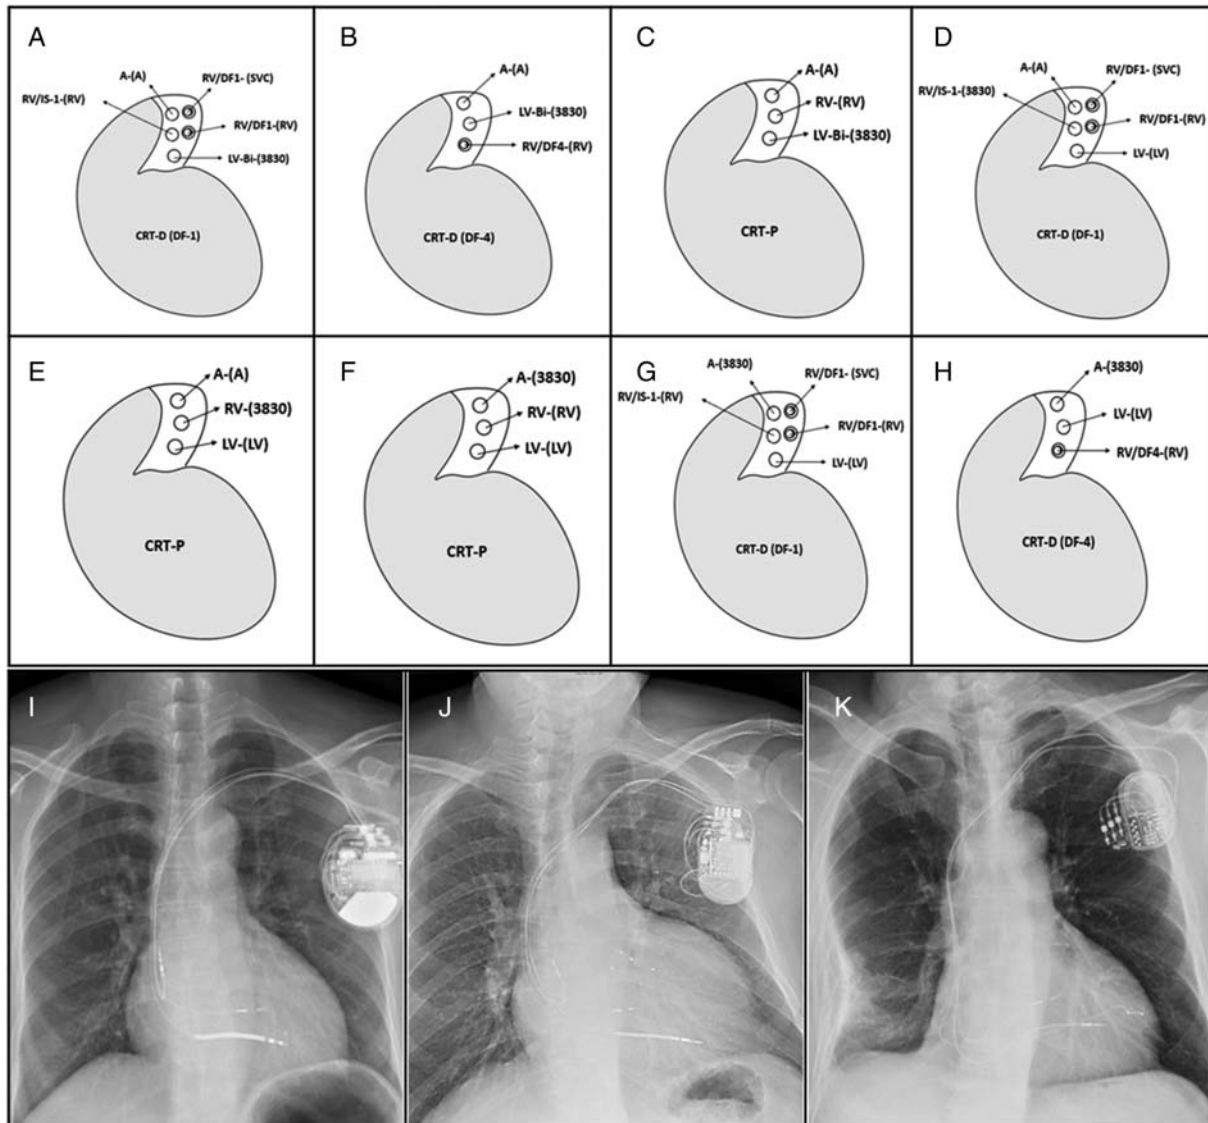 A
A-(A)
RV/DF1- (SVC)
RV/IS-1-(RV)
RV/DF1-(RV)
LV-Bi-(3830)
CRT-D (DF-1)
B
A-(A)
LV-Bi-(3830)
RV/DF4-(RV)
CRT-D (DF-4)
C
A-(A)
RV-(RV)
LV-Bi-(3830)
CRT-P
D
A-(A)
RV/DF1- (SVC)
RV/IS-1-(3830)
RV/DF1-(RV)
LV-(LV)
CRT-D (DF-1)
E
A-(A)
RV-(3830)
LV-(LV)
CRT-P
F
A-(3830)
RV-(RV)
LV-(LV)
CRT-P
G
A-(3830)
RV/DF1- (SVC)
RV/IS-1-(RV)
RV/DF1-(RV)
LV-(LV)
CRT-D (DF-1)
H
A-(3830)
LV-(LV)
RV/DF4-(RV)
CRT-D (DF-4)
I
J
K